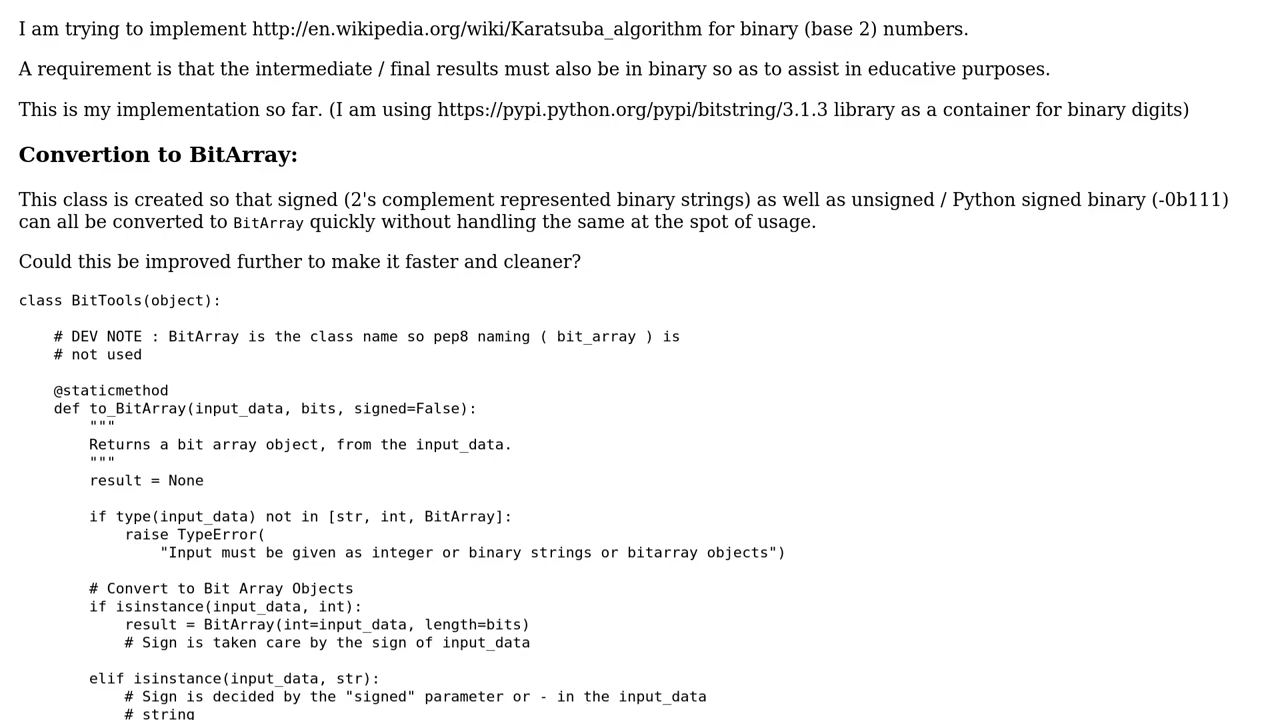 I am trying to implement http://en.wikipedia.org/wiki/Karatsuba_algorithm for binary (base 2) numbers.
A requirement is that the intermediate / final results must also be in binary so as to assist in educative purposes.
This is my implementation so far. (I am using https://pypi.python.org/pypi/bitstring/3.1.3 library as a container for binary digits)
Convertion to BitArray:
This class is created so that signed (2's complement represented binary strings) as well as unsigned / Python signed binary (-0b111)
can all be converted to BitArray quickly without handling the same at the spot of usage.
Could this be improved further to make it faster and cleaner?
class BitTools(object):
    # DEV NOTE : BitArray is the class name so pep8 naming ( bit_array ) is
    # not used
    @staticmethod
    def to_BitArray(input_data, bits, signed=False):
        """
        Returns a bit array object, from the input_data.
        """
        result = None
        if type(input_data) not in [str, int, BitArray]:
            raise TypeError(
                "Input must be given as integer or binary strings or bitarray objects")
        # Convert to Bit Array Objects
        if isinstance(input_data, int):
            result = BitArray(int=input_data, length=bits)
            # Sign is taken care by the sign of input_data
        elif isinstance(input_data, str):
            # Sign is decided by the "signed" parameter or - in the input_data
            # string